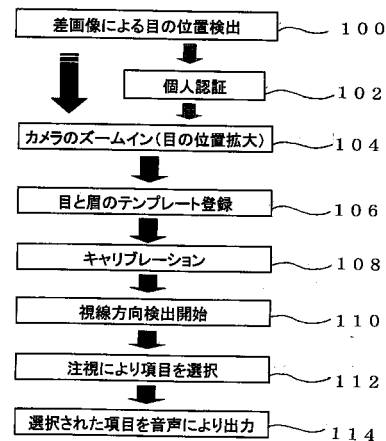 差画像による目の位置検出 100
個人認証 102
カメラのズームイン(目の位置拡大) 104
目と眉のテンプレート登録 106
キャリブレーション 108
視線方向検出開始 110
注視により項目を選択 112
選択された項目を音声により出力 114